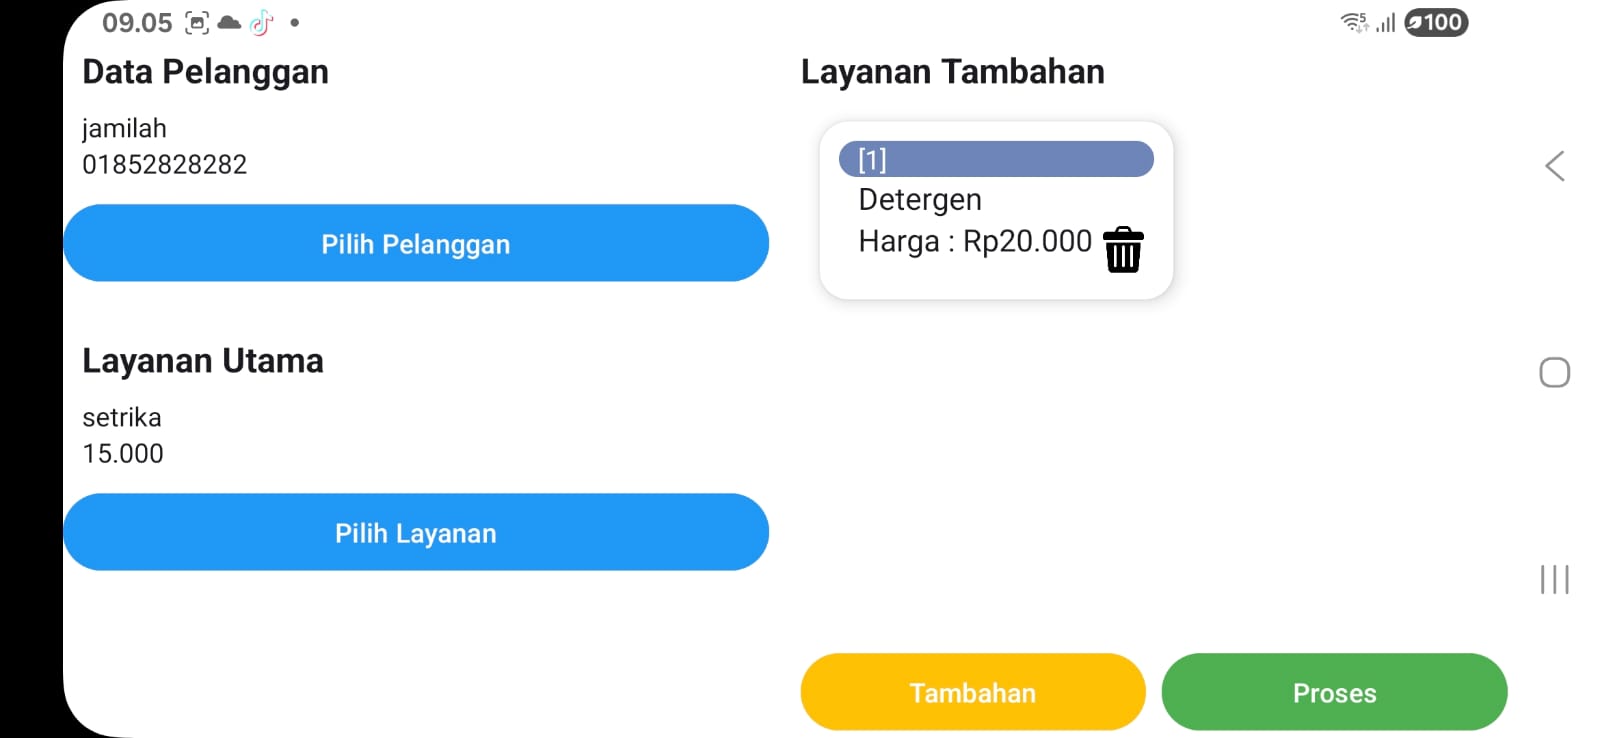 09.05
5
100
Data Pelanggan
jamilah
01852828282
Pilih Pelanggan
Layanan Utama
setrika
15.000
Pilih Layanan
Layanan Tambahan
[1]
Detergen
Harga : Rp20.000
Tambahan
Proses